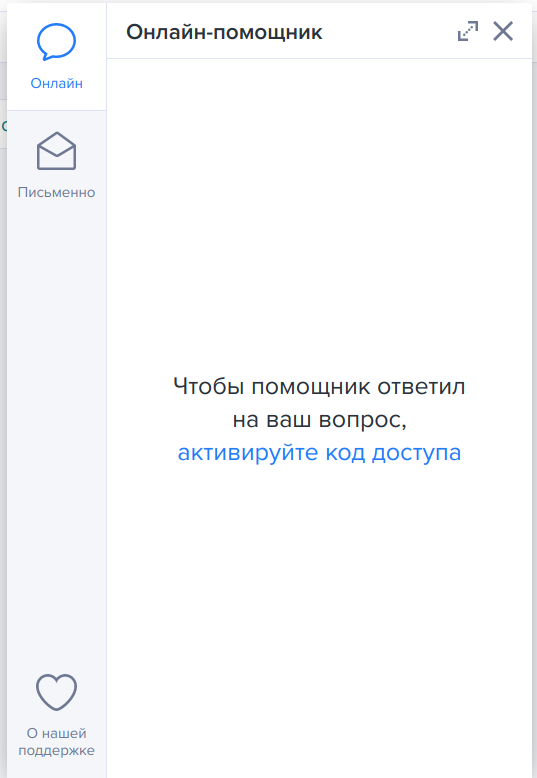 Онлайн-помощник
Онлайн
Письменно
Чтобы помощник ответил
на ваш вопрос,
активируйте код доступа
О нашей
поддержке